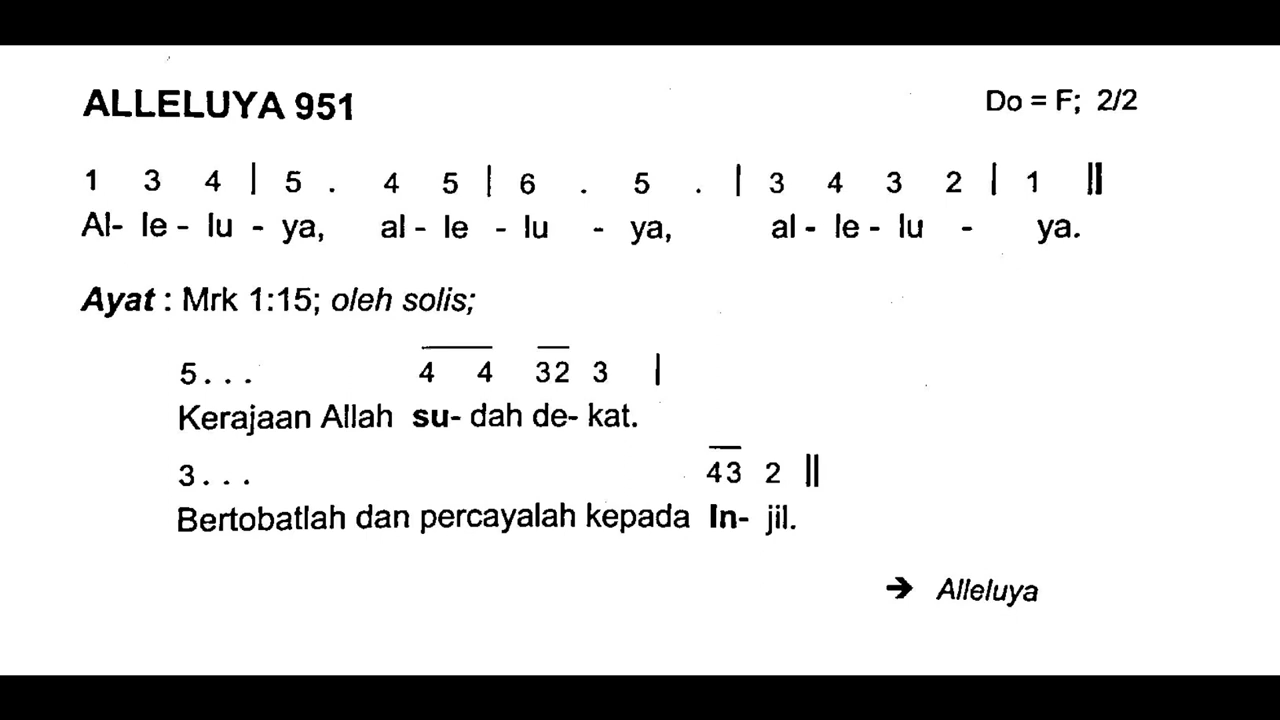 ALLELUYA 951 Do = F; 2/2
1 3 4 | 5 . 4 5 | 6 . 5 . | 3 4 3 2 | 1 ||
Al- le - lu - ya, al - le - lu - ya, al - le - lu - ya.
Ayat : Mrk 1:15; oleh solis;
5 . . . 4 4 32 3 |
Kerajaan Allah su- dah de- kat.
3 . . . 43 2 ||
Bertobatlah dan percayalah kepada In- jil.
→ Alleluya